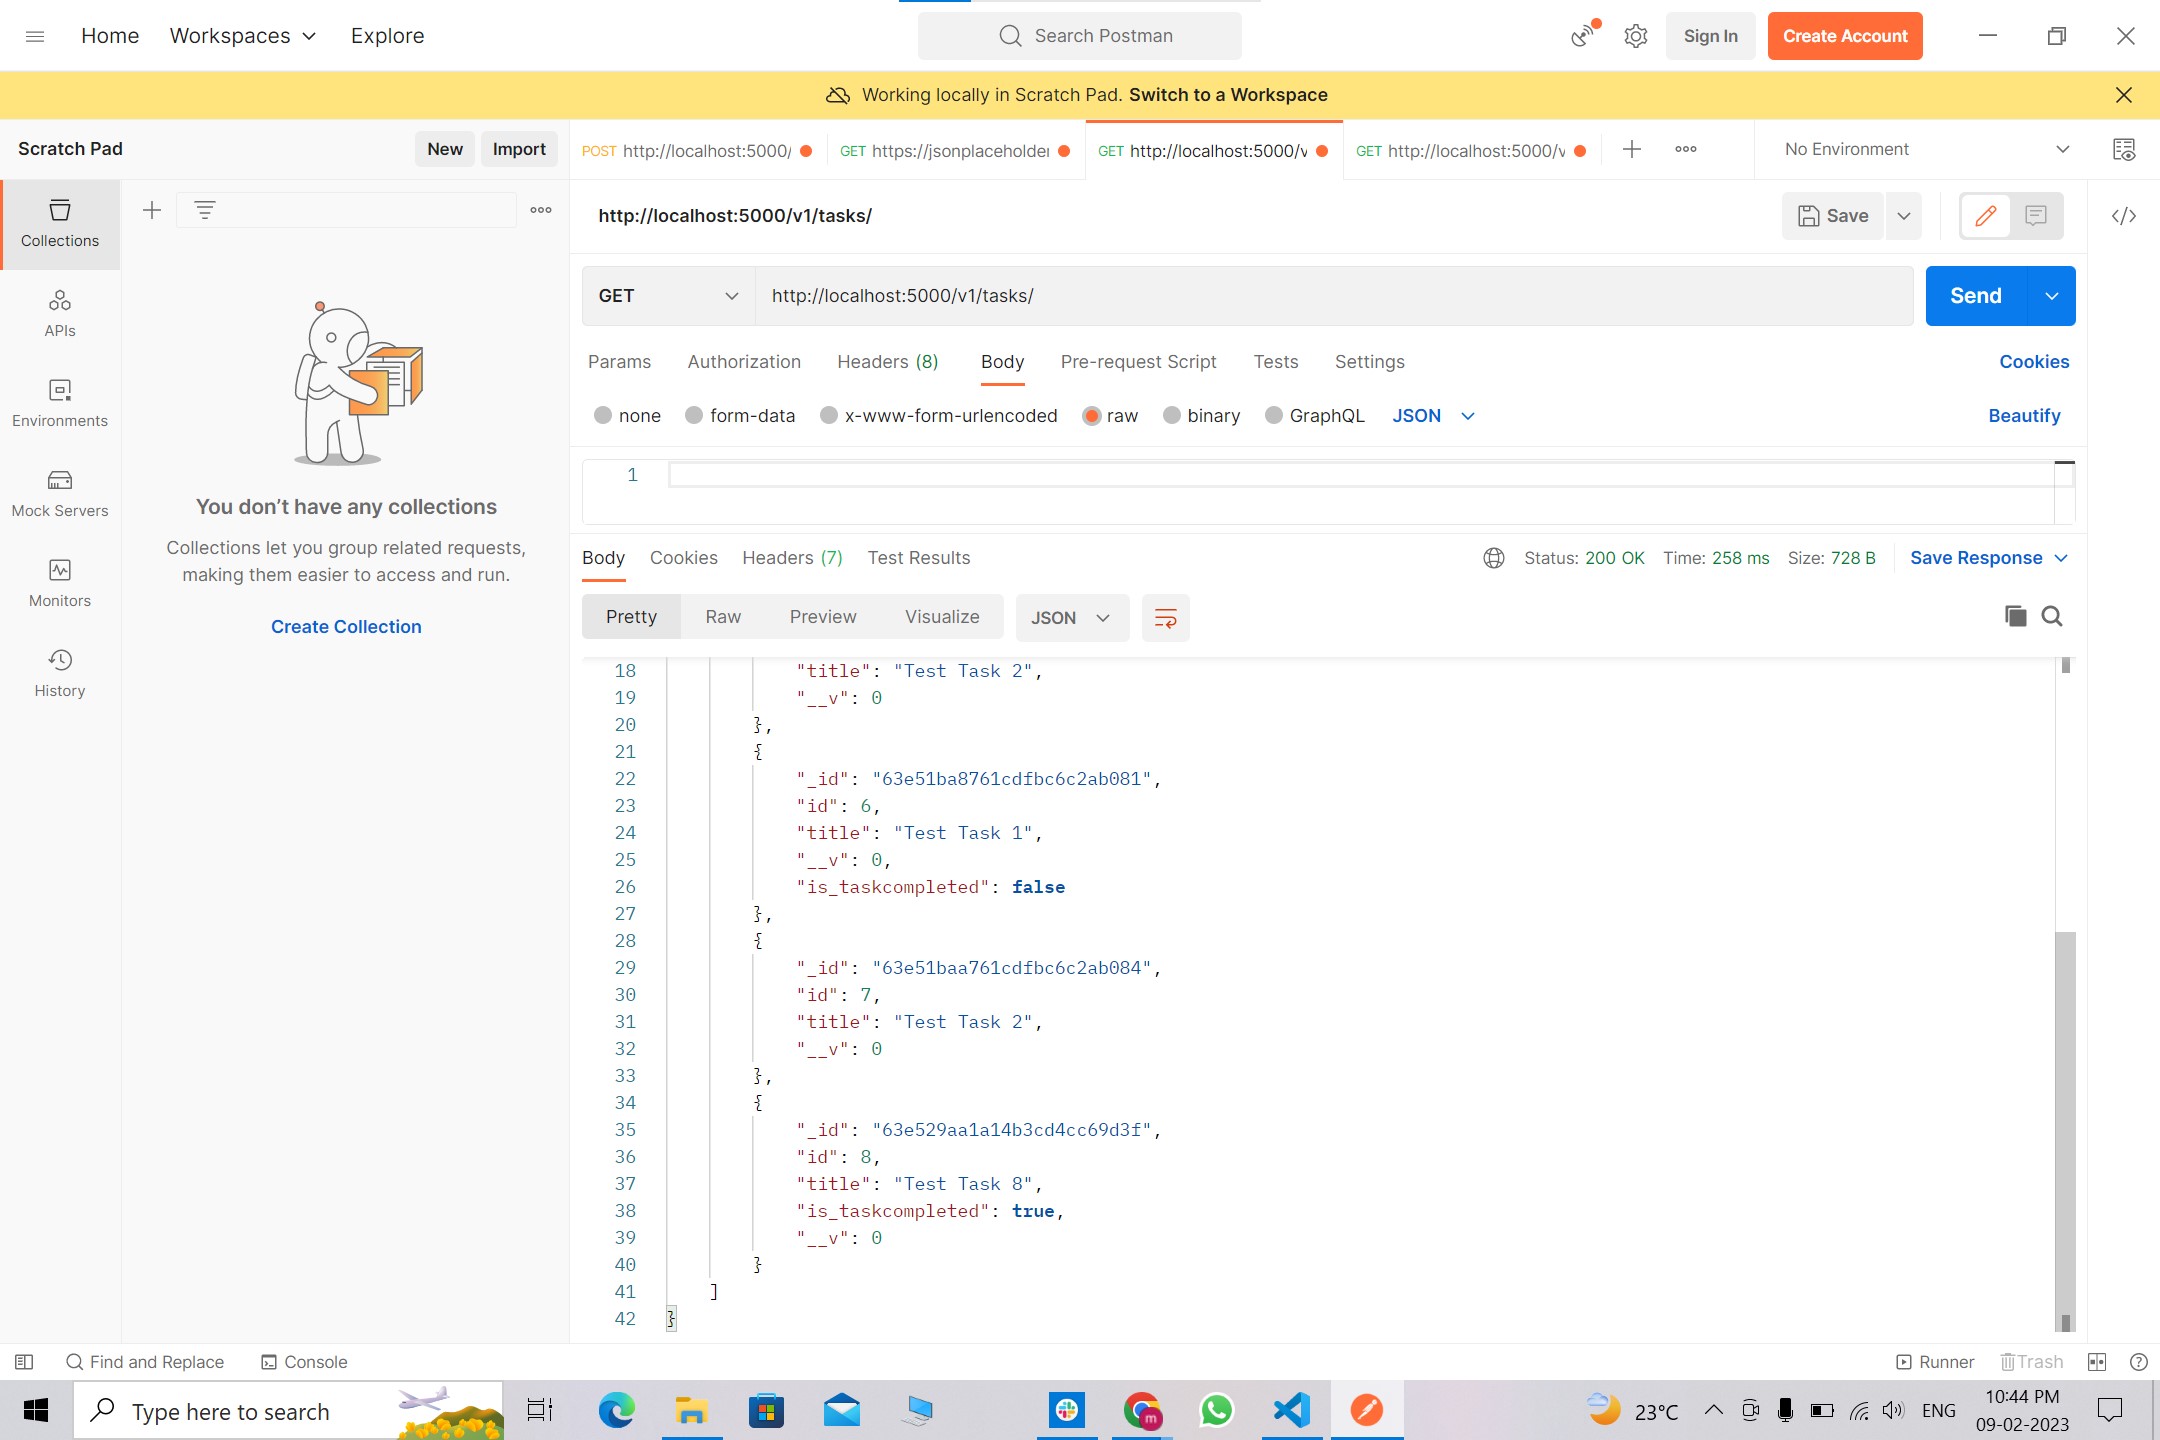 Home Workspaces Explore Search Postman Sign In Create Account
Working locally in Scratch Pad. Switch to a Workspace
Scratch Pad New Import POST http://localhost:5000/ GET https://jsonplaceholder GET http://localhost:5000/v GET http://localhost:5000/v No Environment
Collections
APIs
Environments
Mock Servers
Monitors
History
You don’t have any collections
Collections let you group related requests,
making them easier to access and run.
Create Collection
http://localhost:5000/v1/tasks/ Save
GET http://localhost:5000/v1/tasks/ Send
Params Authorization Headers (8) Body Pre-request Script Tests Settings Cookies
none form-data x-www-form-urlencoded raw binary GraphQL JSON Beautify
1
Body Cookies Headers (7) Test Results Status: 200 OK Time: 258 ms Size: 728 B Save Response
Pretty Raw Preview Visualize JSON
18 "title": "Test Task 2",
19 "__v": 0
20 },
21 {
22 "_id": "63e51ba8761cdfbc6c2ab081",
23 "id": 6,
24 "title": "Test Task 1",
25 "__v": 0,
26 "is_taskcompleted": false
27 },
28 {
29 "_id": "63e51baa761cdfbc6c2ab084",
30 "id": 7,
31 "title": "Test Task 2",
32 "__v": 0
33 },
34 {
35 "_id": "63e529aa1a14b3cd4cc69d3f",
36 "id": 8,
37 "title": "Test Task 8",
38 "is_taskcompleted": true,
39 "__v": 0
40 }
41 ]
42 }
Find and Replace Console Runner Trash
Type here to search m 23°C ENG 10:44 PM
09-02-2023